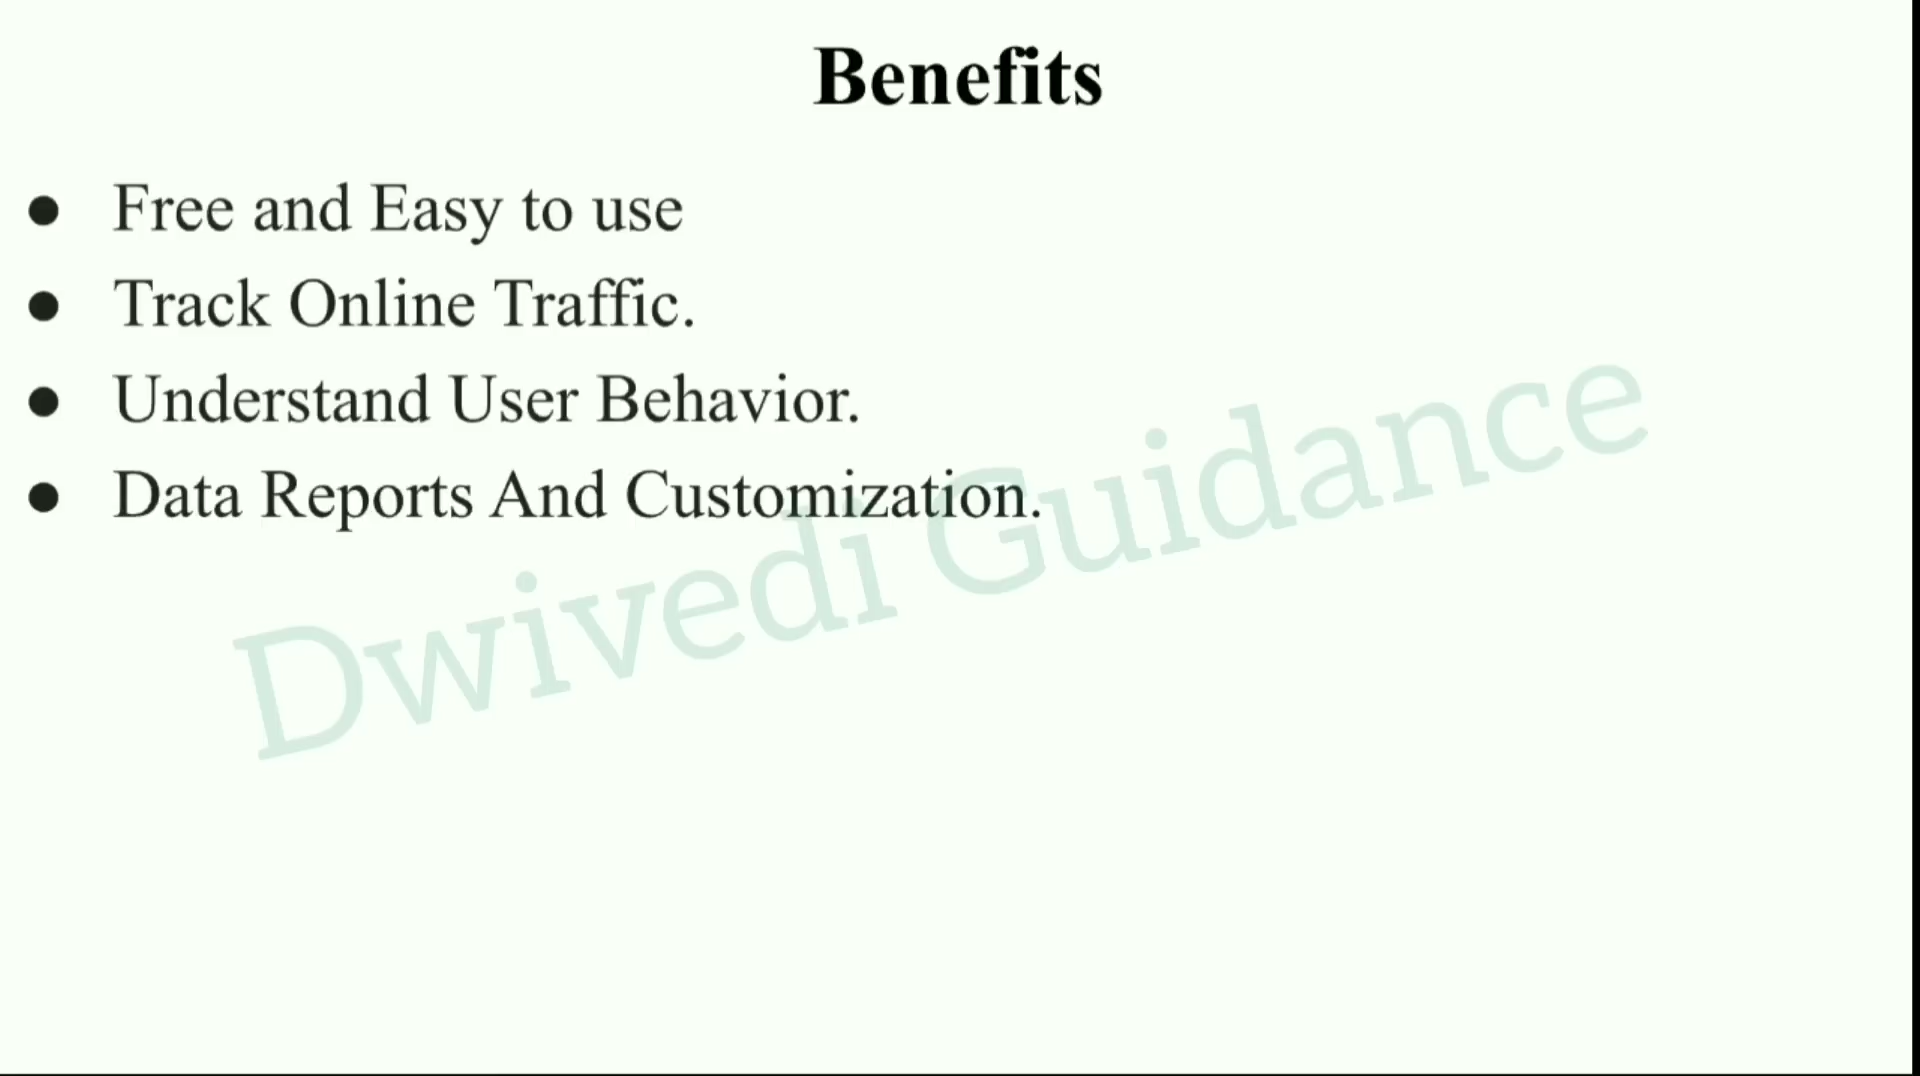 Benefits
● Free and Easy to use
● Track Online Traffic.
● Understand User Behavior.
● Data Reports And Customization.
Dwivedi Guidance